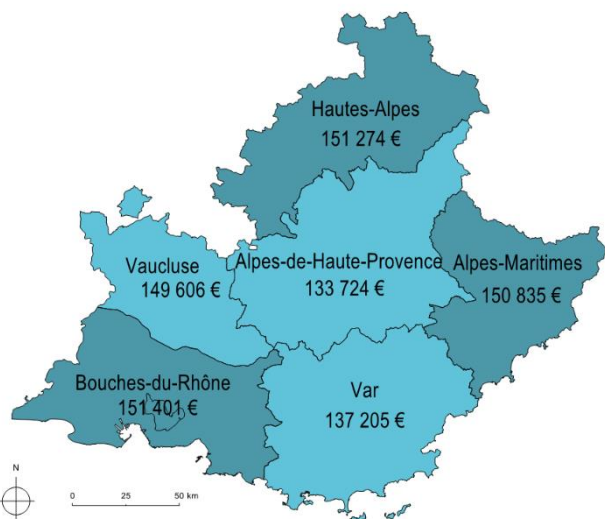 Hautes-Alpes
151 274 €
Vaucluse
149 606 €
Alpes-de-Haute-Provence
133 724 €
Alpes-Maritimes
150 835 €
Bouches-du-Rhône
151 401 €
Var
137 205 €
N
0 25 50 km